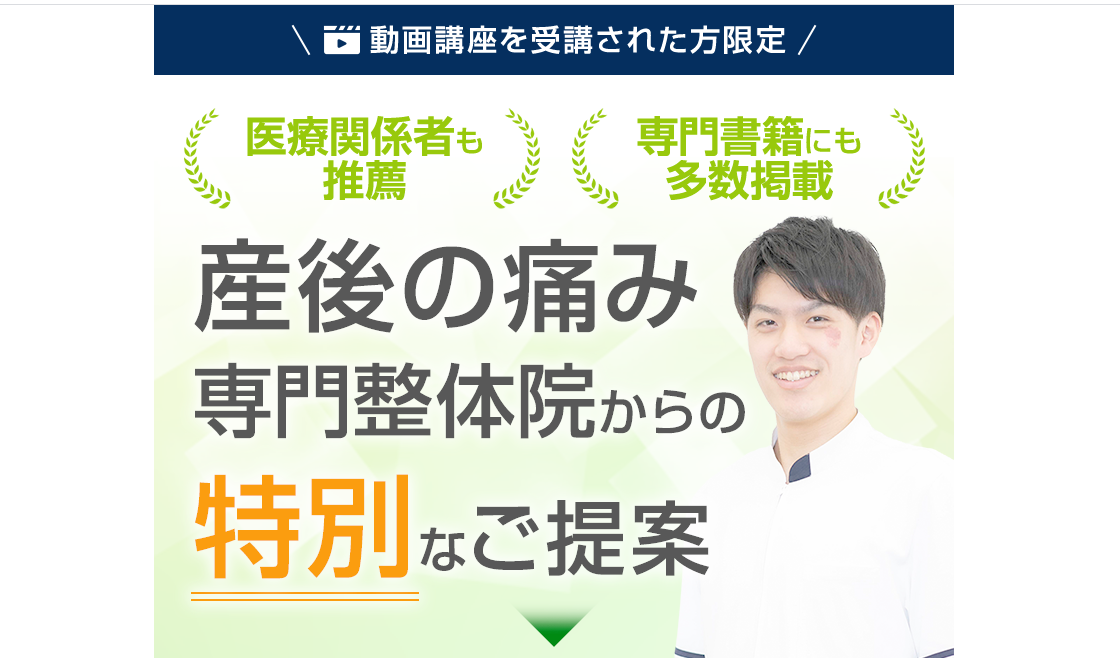 動画講座を受講された方限定
医療関係者も
推薦
専門書籍にも
多数掲載
産後の痛み
専門整体院からの
特別なご提案